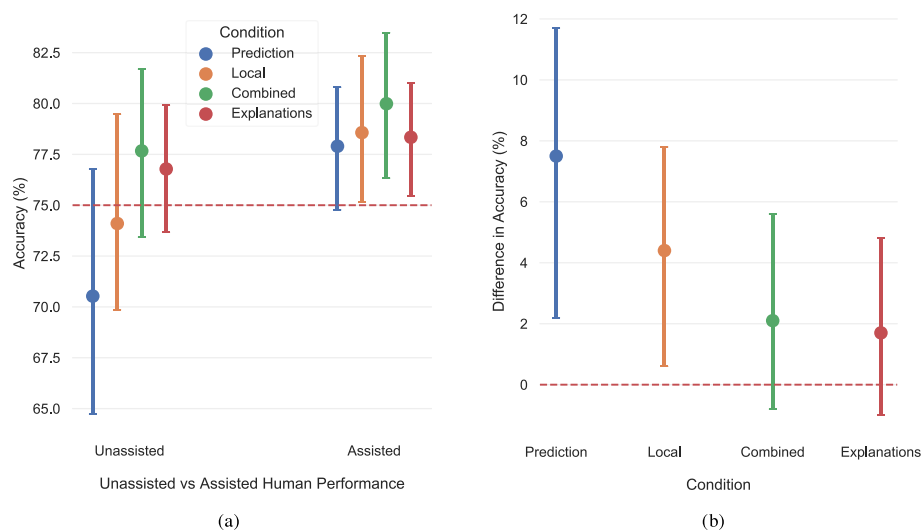 Condition
Prediction
Local
Combined
Explanations
82.5
80.0
77.5
75.0
72.5
70.0
67.5
65.0
Accuracy (%)
Unassisted
Assisted
Unassisted vs Assisted Human Performance
(a)
12
10
8
6
4
2
0
Difference in Accuracy (%)
Prediction
Local
Combined
Explanations
Condition
(b)